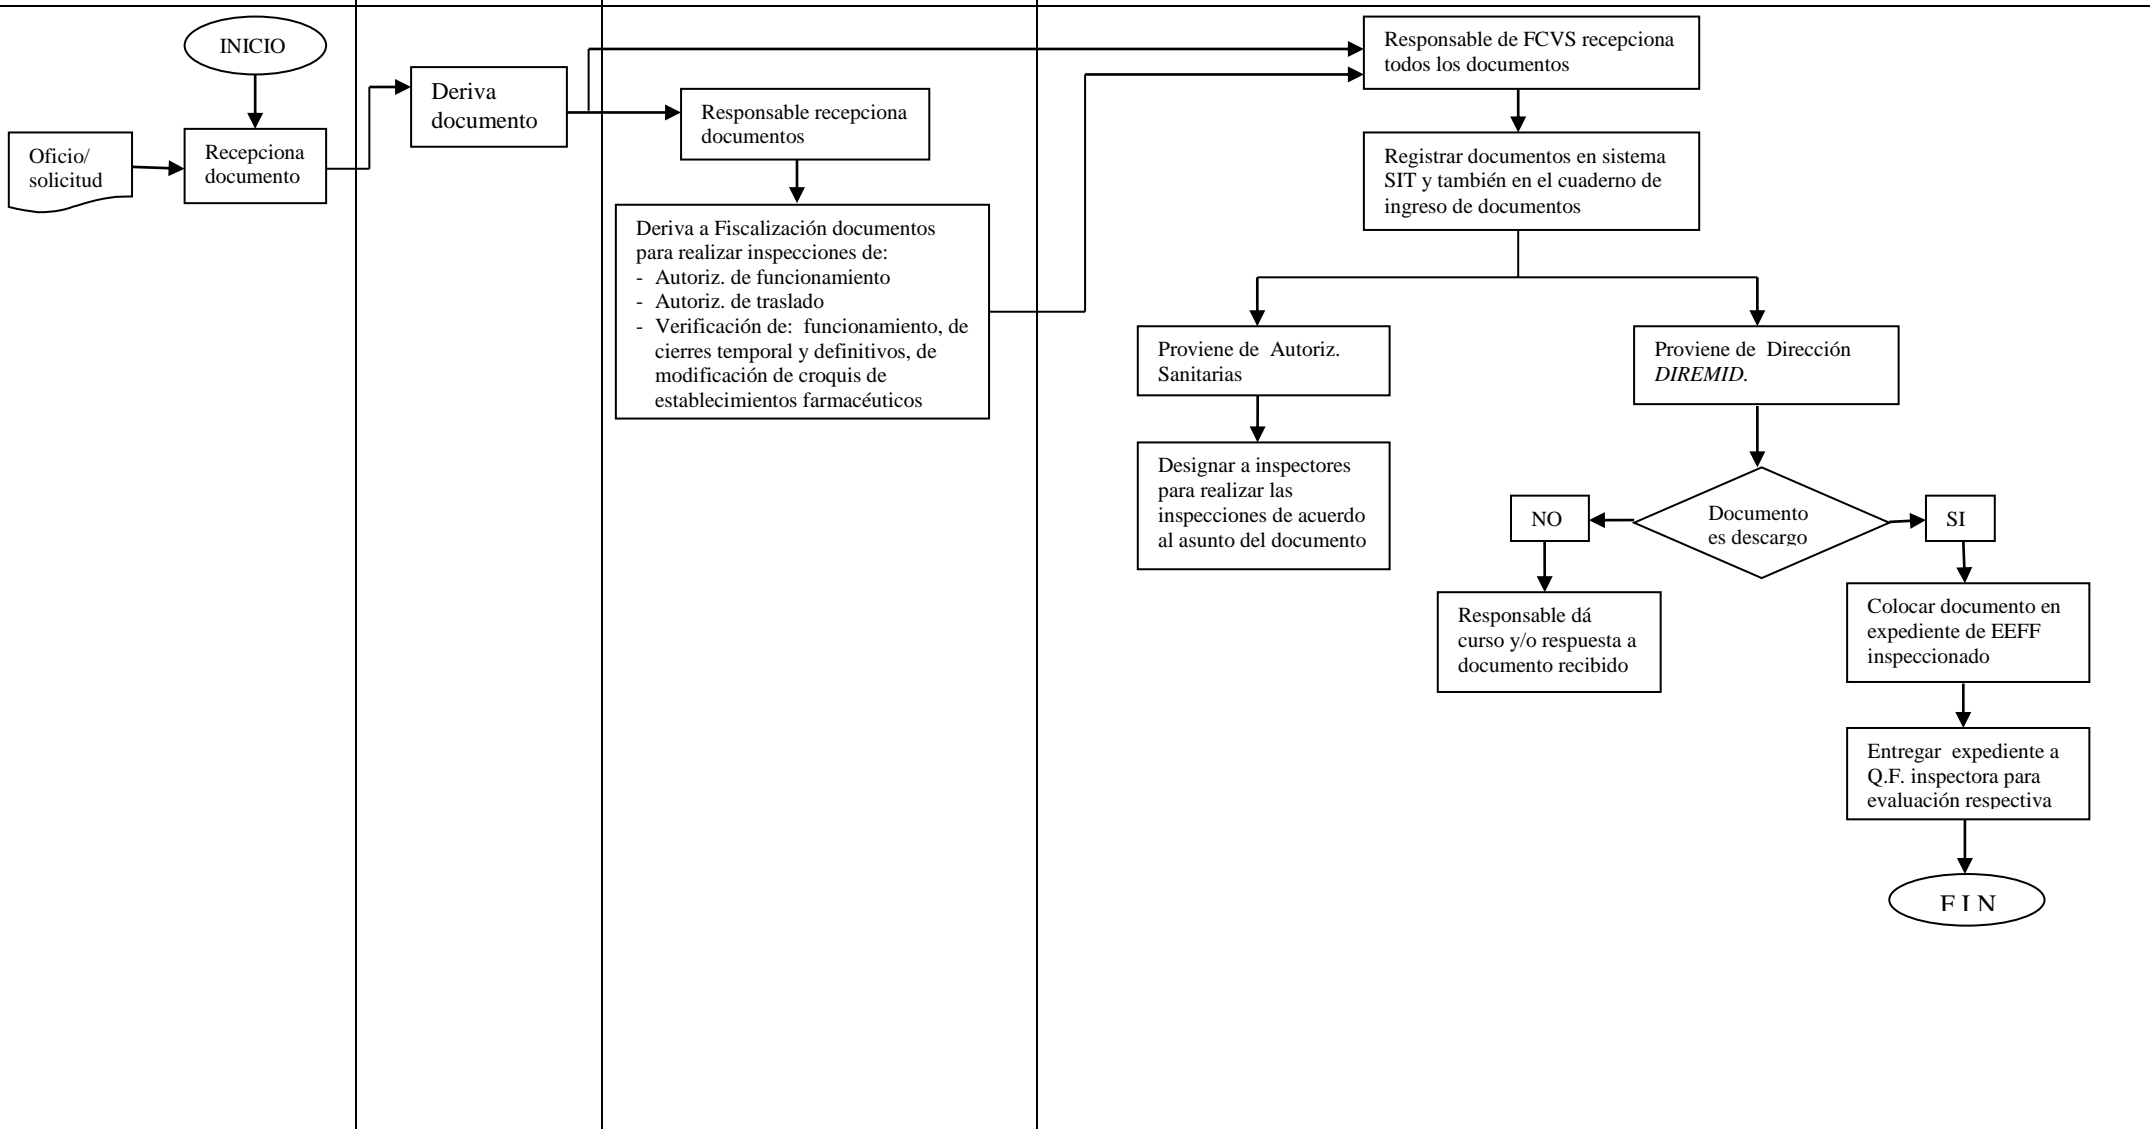 INICIO
Oficio/
solicitud
Recepciona
documento
Deriva
documento
Responsable recepciona
documentos
Deriva a Fiscalización documentos
para realizar inspecciones de:
- Autoriz. de funcionamiento
- Autoriz. de traslado
- Verificación de: funcionamiento, de
cierres temporal y definitivos, de
modificación de croquis de
establecimientos farmacéuticos
Responsable de FCVS recepciona
todos los documentos
Registrar documentos en sistema
SIT y también en el cuaderno de
ingreso de documentos
Proviene de Autoriz.
Sanitarias
Designar a inspectores
para realizar las
inspecciones de acuerdo
al asunto del documento
Proviene de Dirección
DIREMID.
Documento
es descargo
NO
Responsable dá
curso y/o respuesta a
documento recibido
SI
Colocar documento en
expediente de EEFF
inspeccionado
Entregar expediente a
Q.F. inspectora para
evaluación respectiva
F I N